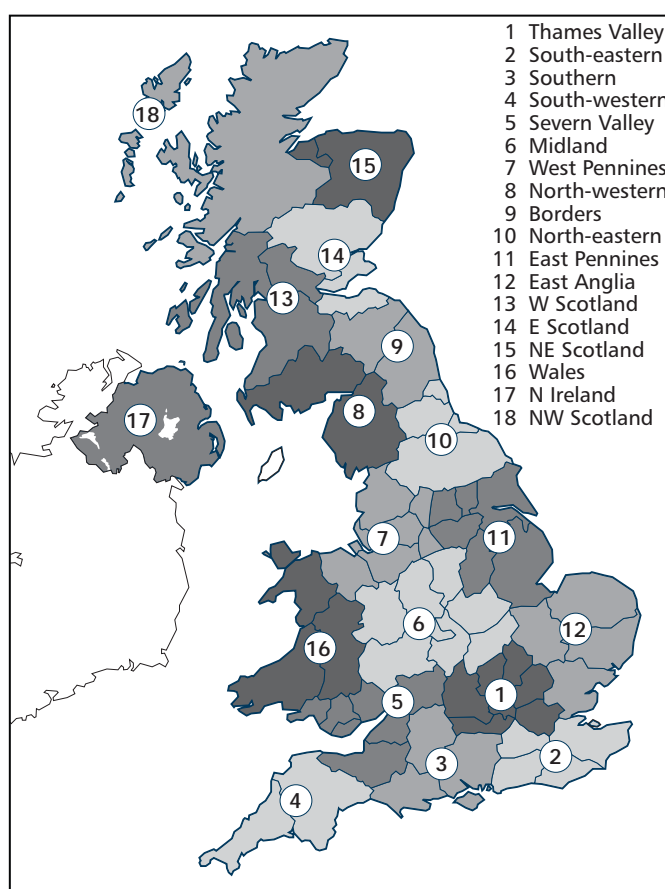 1 Thames Valley
2 South-eastern
3 Southern
4 South-western
5 Severn Valley
6 Midland
7 West Pennines
8 North-western
9 Borders
10 North-eastern
11 East Pennines
12 East Anglia
13 W Scotland
14 E Scotland
15 NE Scotland
16 Wales
17 N Ireland
18 NW Scotland
18
15
14
13
9
8
17
10
7
11
6
12
16
5
1
3
2
4